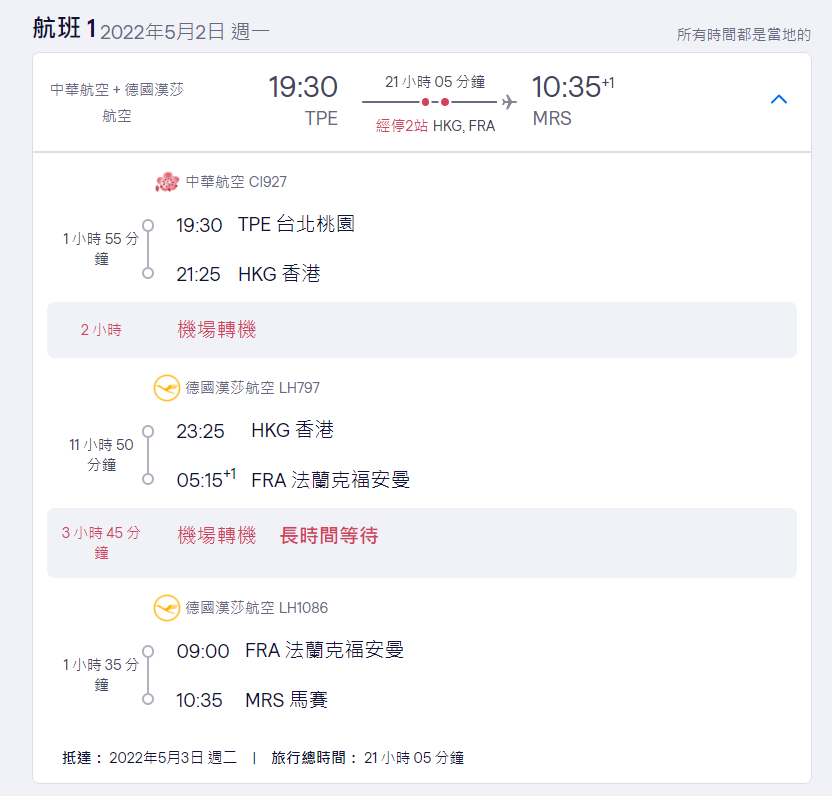 航班 1 2022年5月2日 週一
所有時間都是當地的
中華航空 + 德國漢莎
航空
19:30
TPE
21 小時 05 分鐘
經停2站 HKG, FRA
10:35+1
MRS
中華航空 CI927
1 小時 55 分
鐘
19:30 TPE 台北桃園
21:25 HKG 香港
2 小時 機場轉機
德國漢莎航空 LH797
11 小時 50
分鐘
23:25 HKG 香港
05:15+1 FRA 法蘭克福安曼
3 小時 45 分
鐘
機場轉機 長時間等待
德國漢莎航空 LH1086
1 小時 35 分
鐘
09:00 FRA 法蘭克福安曼
10:35 MRS 馬賽
抵達： 2022年5月3日 週二 | 旅行總時間： 21 小時 05 分鐘